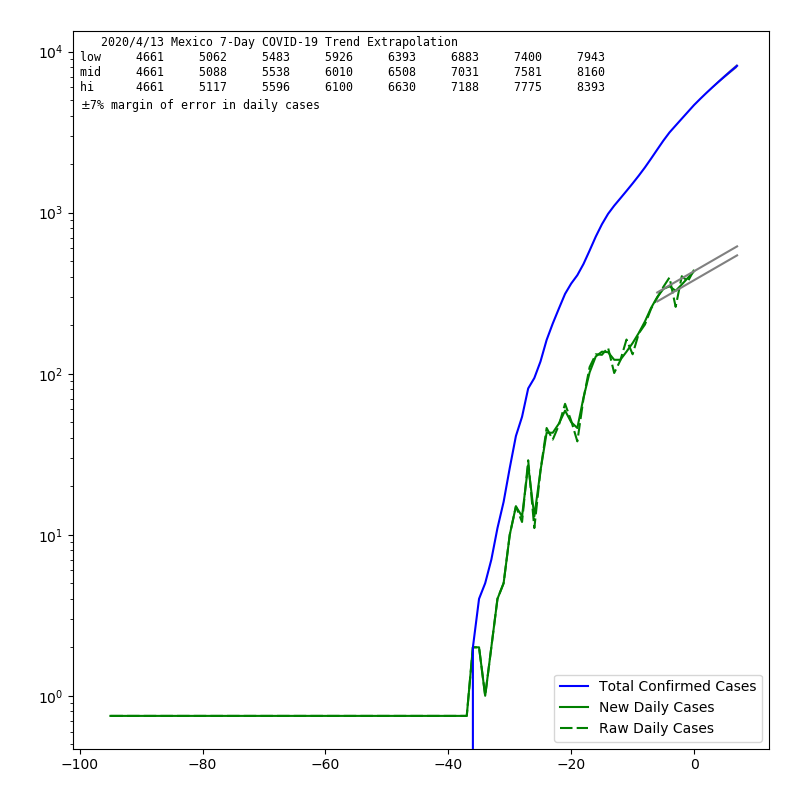 2020/4/13 Mexico 7-Day COVID-19 Trend Extrapolation
low 4661 5062 5483 5926 6393 6883 7400 7943
mid 4661 5088 5538 6010 6508 7031 7581 8160
hi 4661 5117 5596 6100 6630 7188 7775 8393
±7% margin of error in daily cases
10⁴
10³
10²
10¹
10⁰
Total Confirmed Cases
New Daily Cases
Raw Daily Cases
−100 −80 −60 −40 −20 0